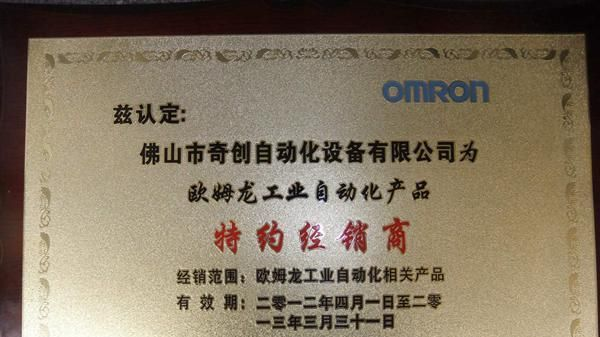 OMRON
兹认定:
佛山市奇创自动化设备有限公司为
欧姆龙工业自动化产品
特约经销商
经销范围:欧姆龙工业自动化相关产品
有效期:二零一二年四月一日至二零
一三年三月三十一日